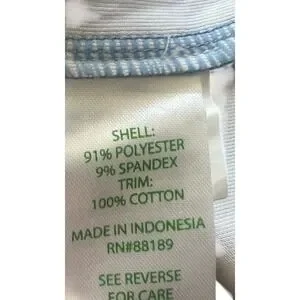 SHELL:
91% POLYESTER
9% SPANDEX
TRIM:
100% COTTON
MADE IN INDONESIA
RN#88189
SEE REVERSE
FOR CARE